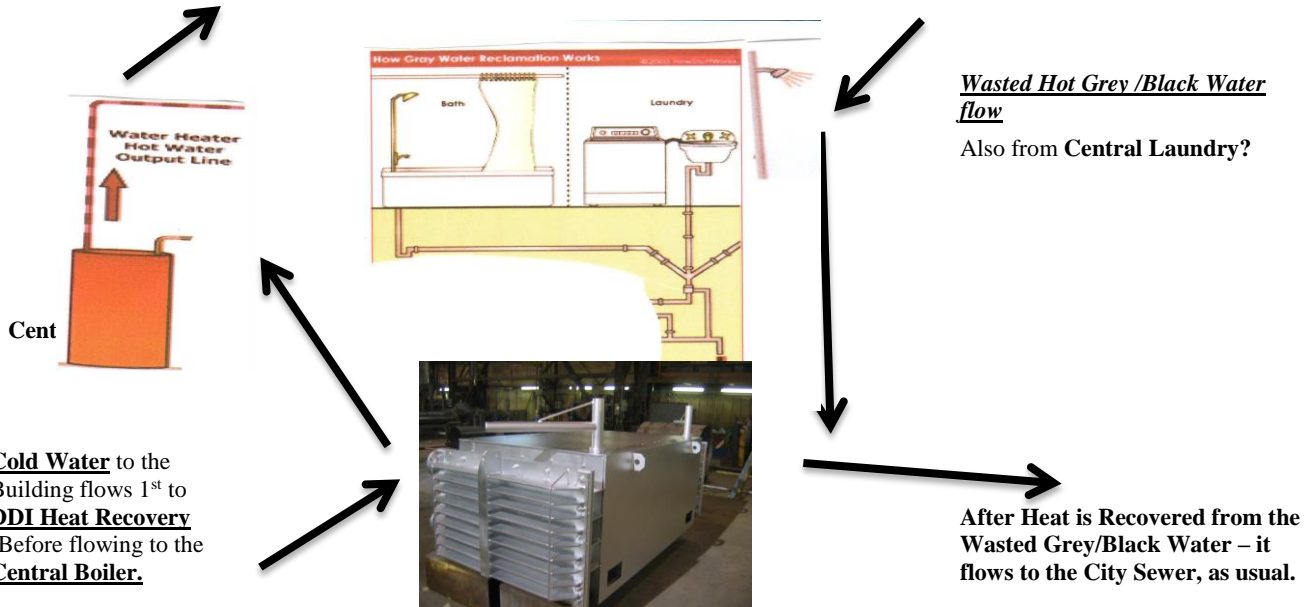 How Gray Water Reclamation Works
Bath
Laundry
Water Heater
Hot Water
Output Line
Wasted Hot Grey /Black Water
flow
Also from Central Laundry?
Cent
Cold Water to the
Building flows 1st to
DDI Heat Recovery
Before flowing to the
Central Boiler.
After Heat is Recovered from the
Wasted Grey/Black Water – it
flows to the City Sewer, as usual.